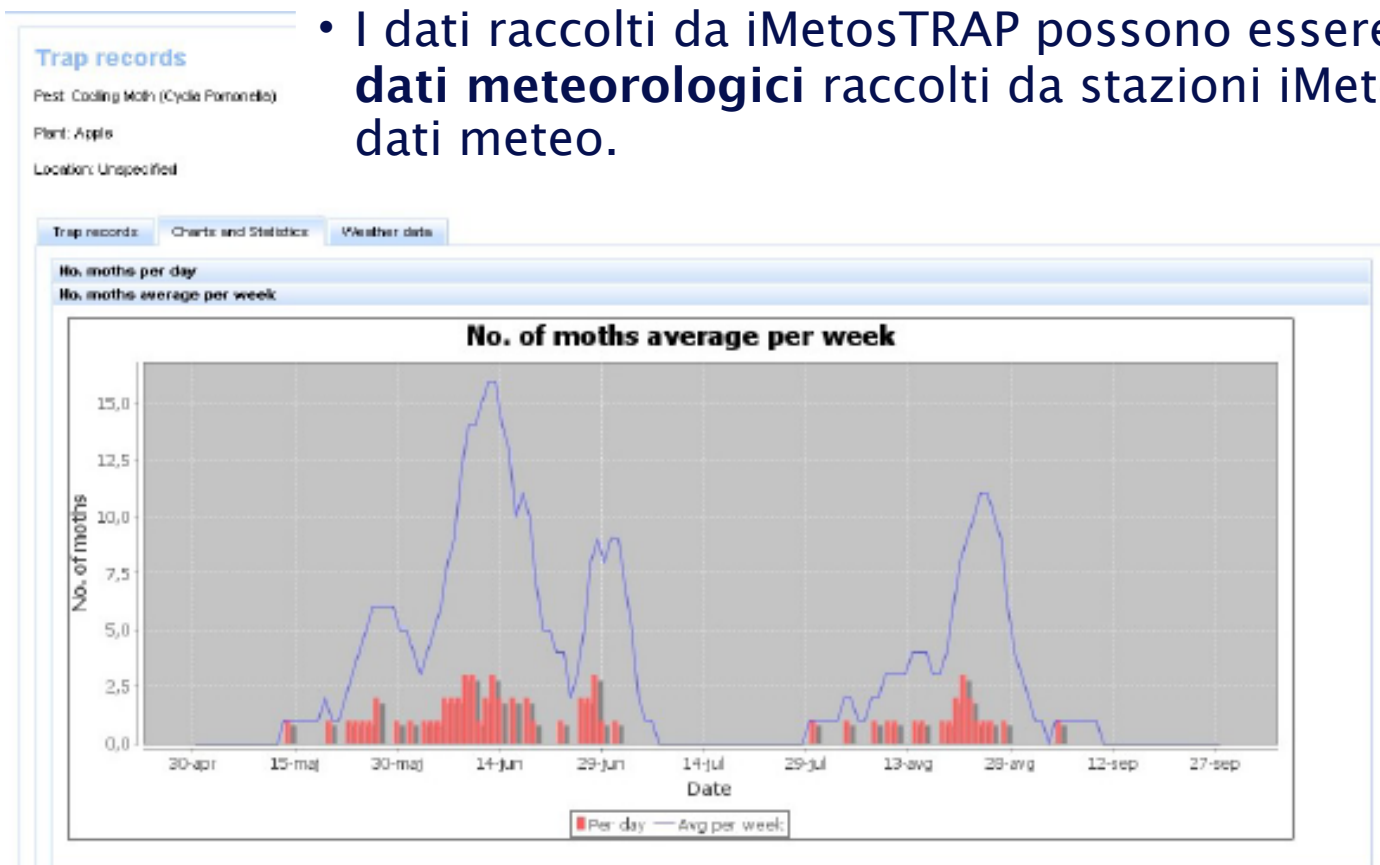 • I dati raccolti da iMetosTRAP possono essere
dati meteorologici raccolti da stazioni iMet
dati meteo.
Trap records
Pest: Codling Moth (Cydia Pomonella)
Plant: Apple
Location: Unspecified
Trap records Charts and Statistics Weather data
No. moths per day
No. moths average per week
No. of moths average per week
No. of moths
15,0
12,5
10,0
7,5
5,0
2,5
0,0
30-apr 15-maj 30-maj 14-jun 29-jun 14-jul 29-jul 13-avg 28-avg 12-sep 27-sep
Date
Per day Avg per week